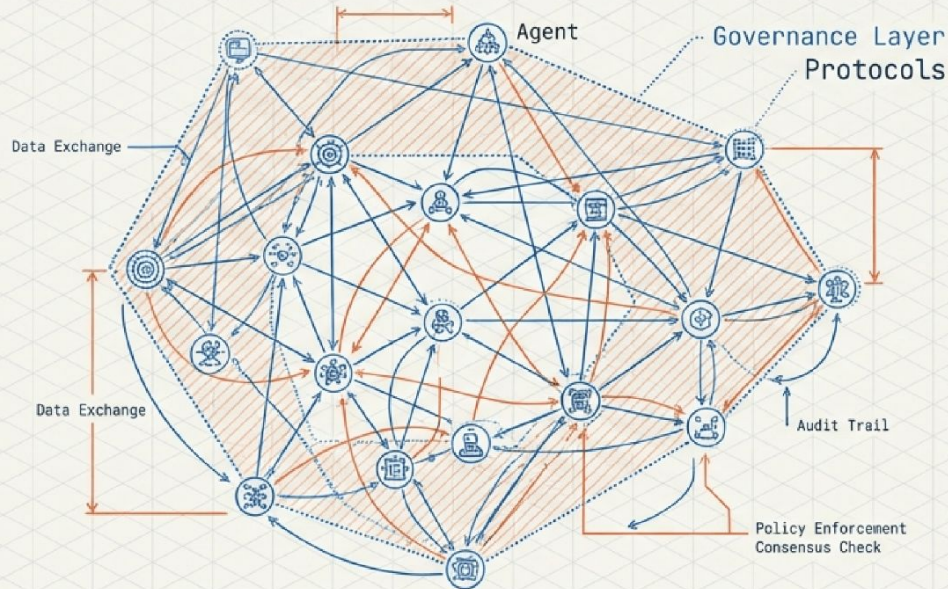 Agent
Governance Layer
Protocols
Data Exchange
Data Exchange
Audit Trail
Policy Enforcement
Consensus Check